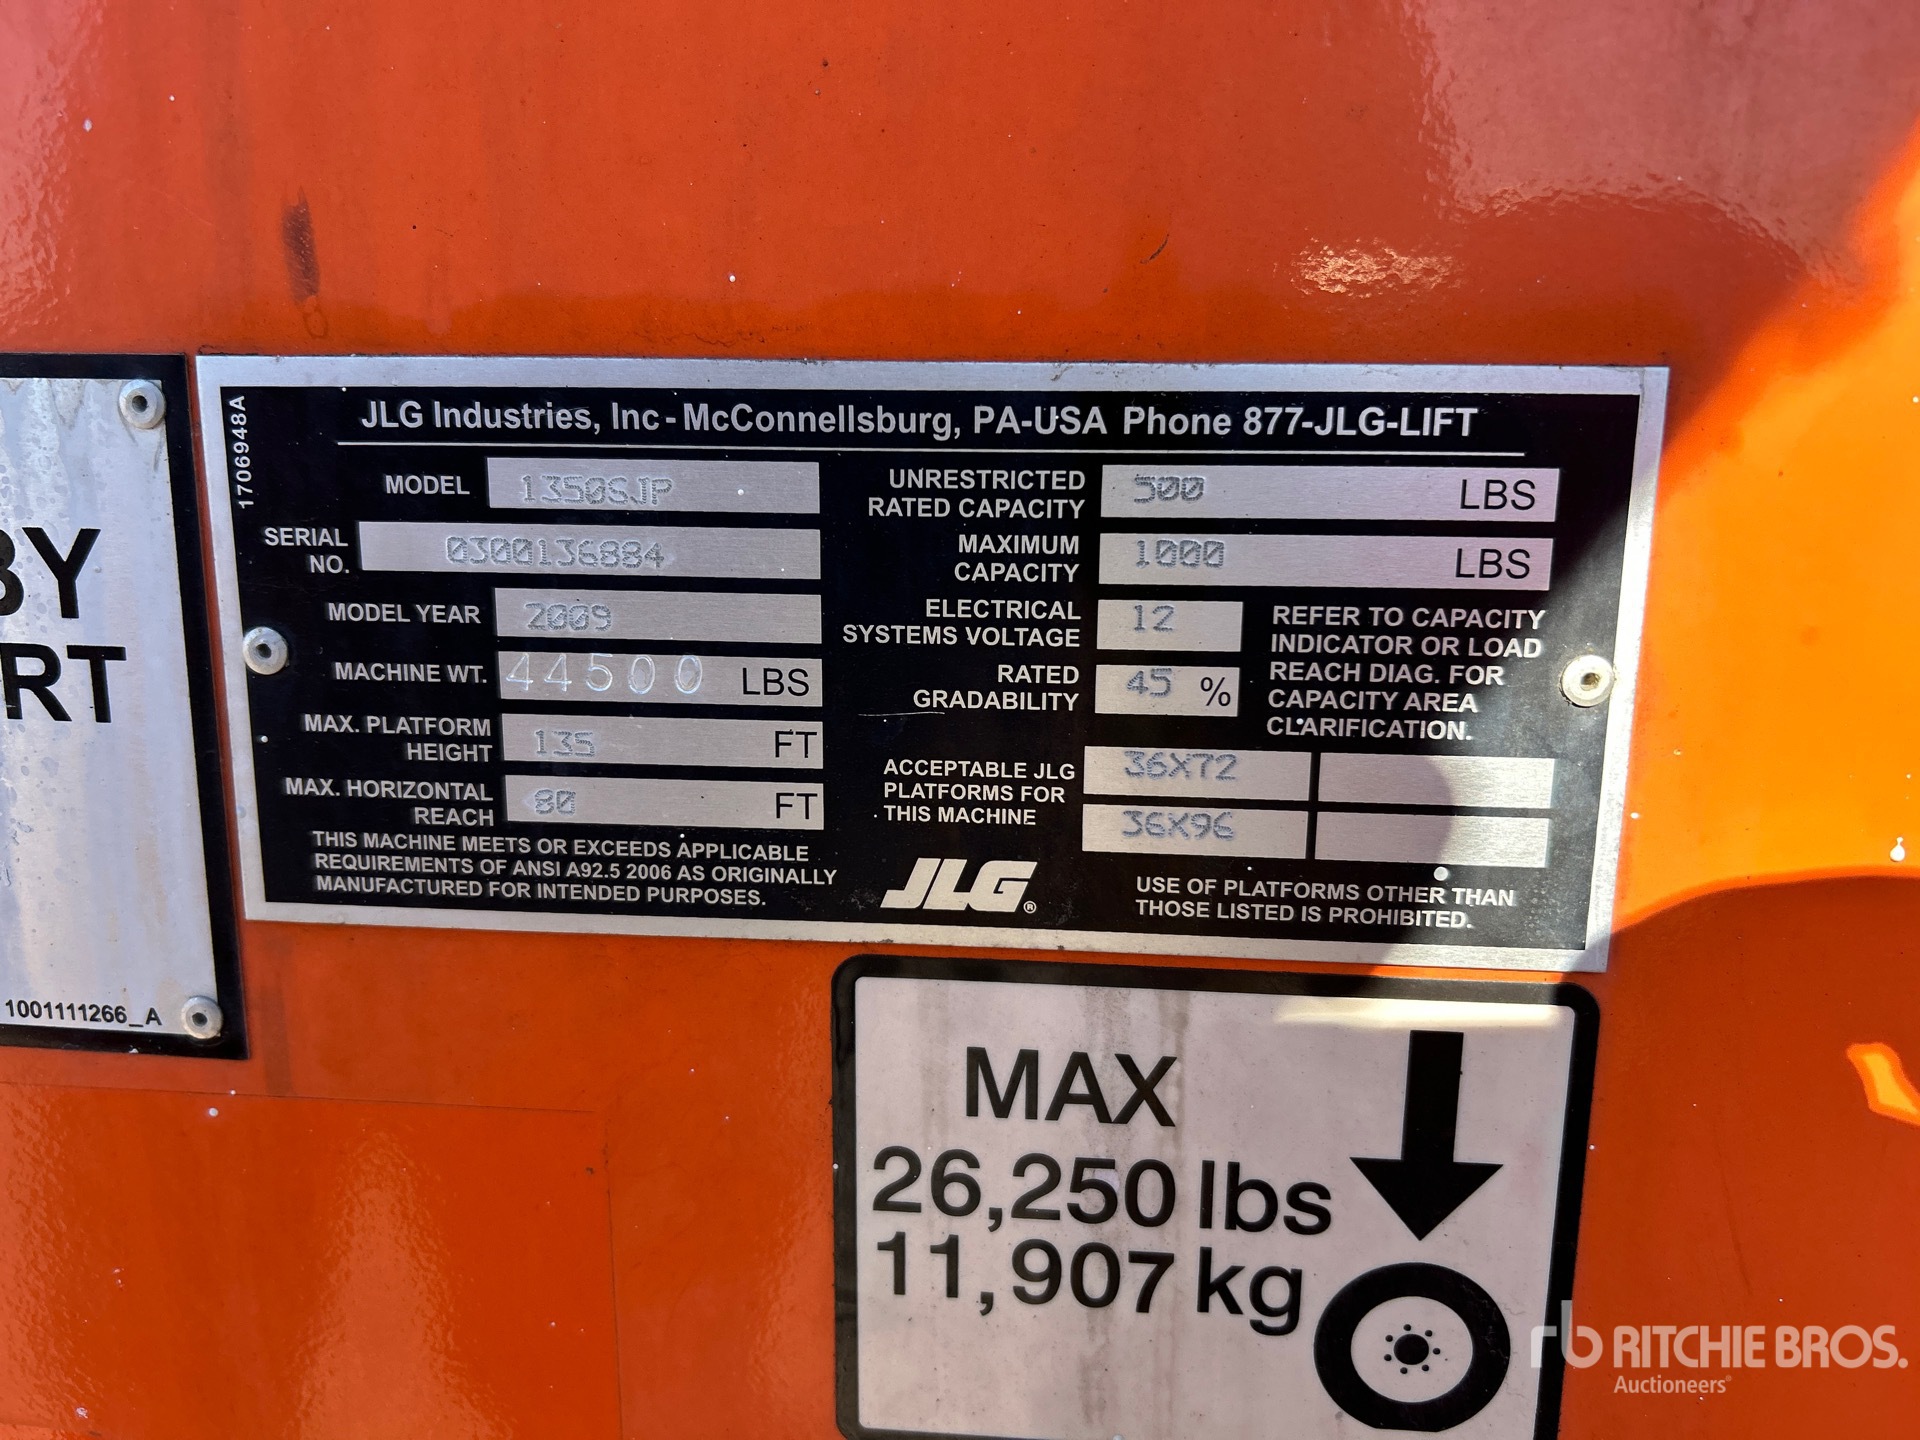 1706948A
JLG Industries, Inc - McConnellsburg, PA-USA Phone 877-JLG-LIFT
MODEL 1350SJP
SERIAL NO. 0300136884
MODEL YEAR 2009
MACHINE WT. 44500 LBS
MAX. PLATFORM HEIGHT 135 FT
MAX. HORIZONTAL REACH 80 FT
THIS MACHINE MEETS OR EXCEEDS APPLICABLE
REQUIREMENTS OF ANSI A92.5 2006 AS ORIGINALLY
MANUFACTURED FOR INTENDED PURPOSES.
UNRESTRICTED RATED CAPACITY 500 LBS
MAXIMUM CAPACITY 1000 LBS
ELECTRICAL SYSTEMS VOLTAGE 12
RATED GRADABILITY 45 %
REFER TO CAPACITY
INDICATOR OR LOAD
REACH DIAG. FOR
CAPACITY AREA
CLARIFICATION.
ACCEPTABLE JLG
PLATFORMS FOR
THIS MACHINE
36X72
36X96
JLG®
USE OF PLATFORMS OTHER THAN
THOSE LISTED IS PROHIBITED.
BY
RT
1001111266_A
MAX
26,250 lbs
11,907 kg
rb RITCHIE BROS.
Auctioneers®